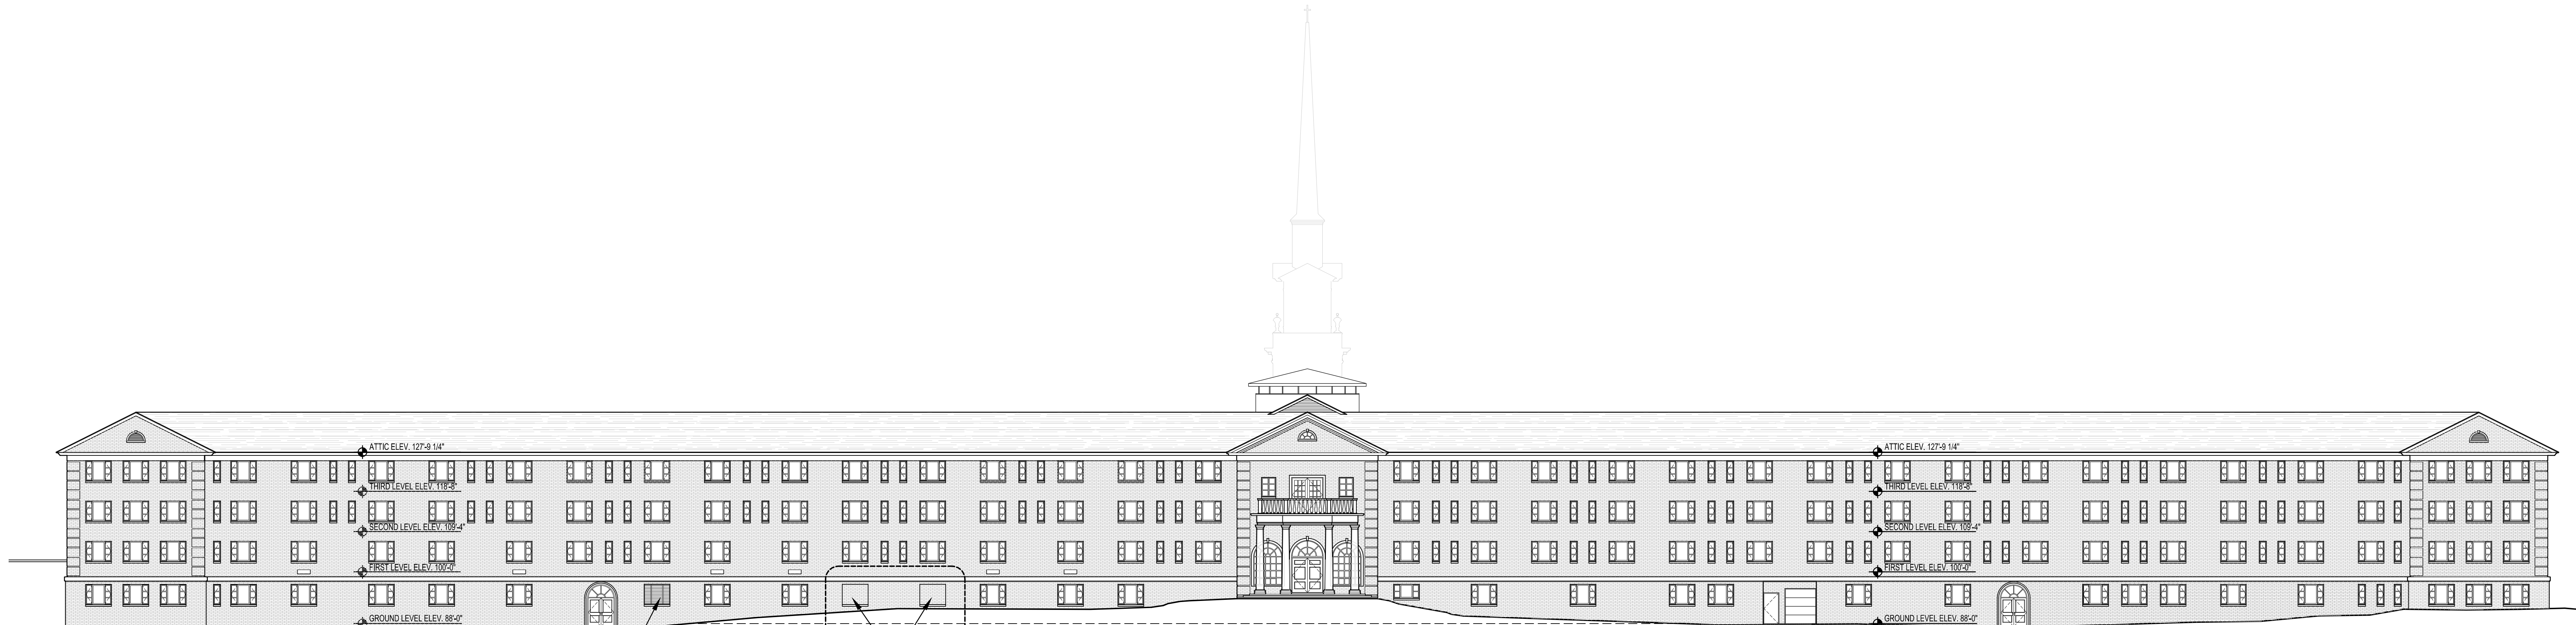 ATTIC ELEV. 127'-9 1/4"
THIRD LEVEL ELEV. 118'-8"
SECOND LEVEL ELEV. 109'-4"
FIRST LEVEL ELEV. 100'-0"
GROUND LEVEL ELEV. 88'-0"
ATTIC ELEV. 127'-9 1/4"
THIRD LEVEL ELEV. 118'-8"
SECOND LEVEL ELEV. 109'-4"
FIRST LEVEL ELEV. 100'-0"
GROUND LEVEL ELEV. 88'-0"